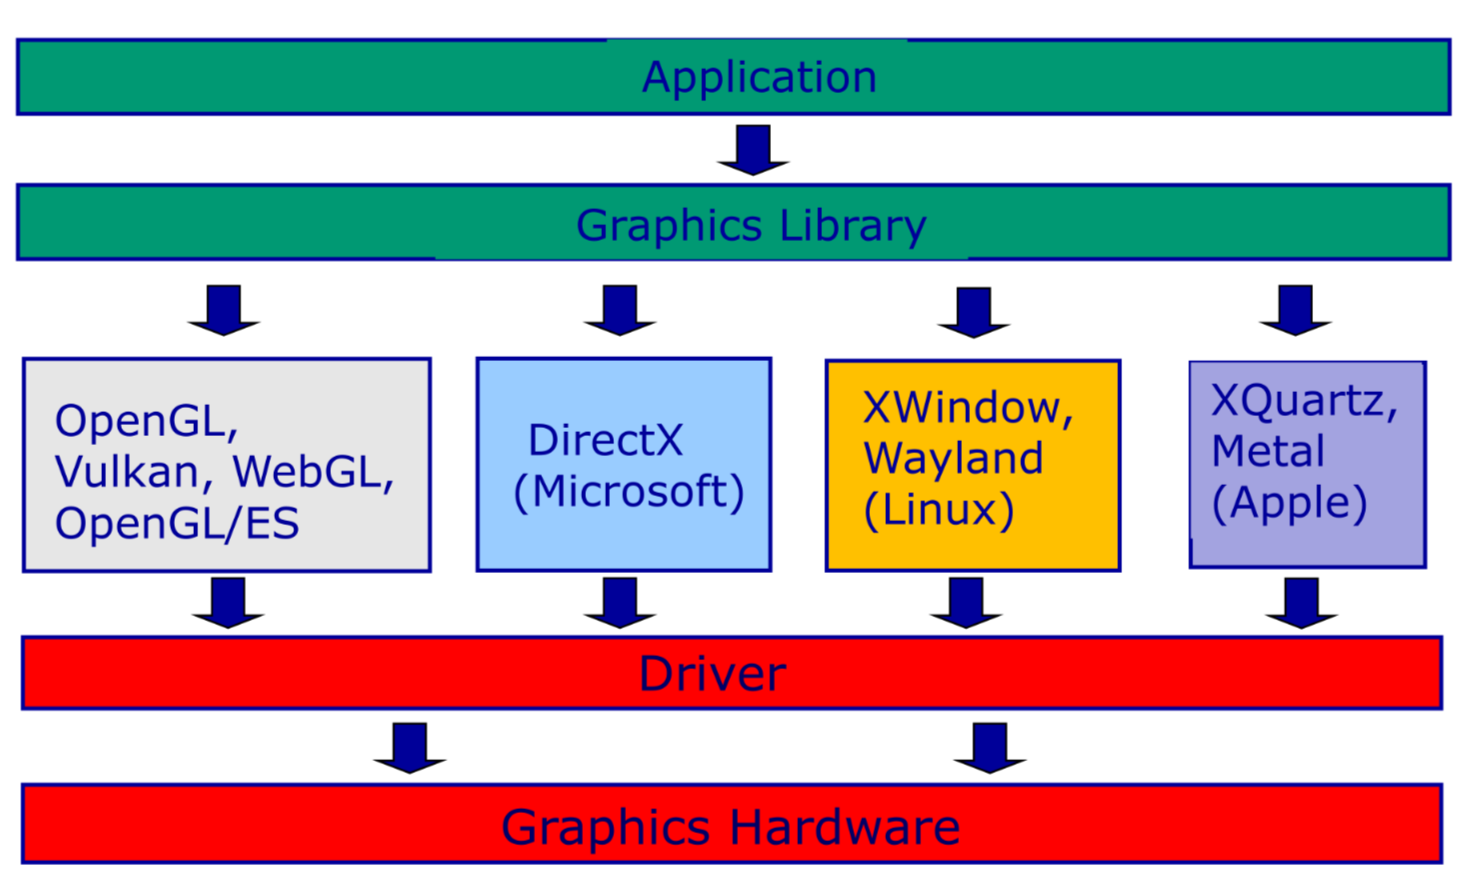 Application
Graphics Library
OpenGL,
Vulkan, WebGL,
OpenGL/ES
DirectX
(Microsoft)
XWindow,
Wayland
(Linux)
XQuartz,
Metal
(Apple)
Driver
Graphics Hardware